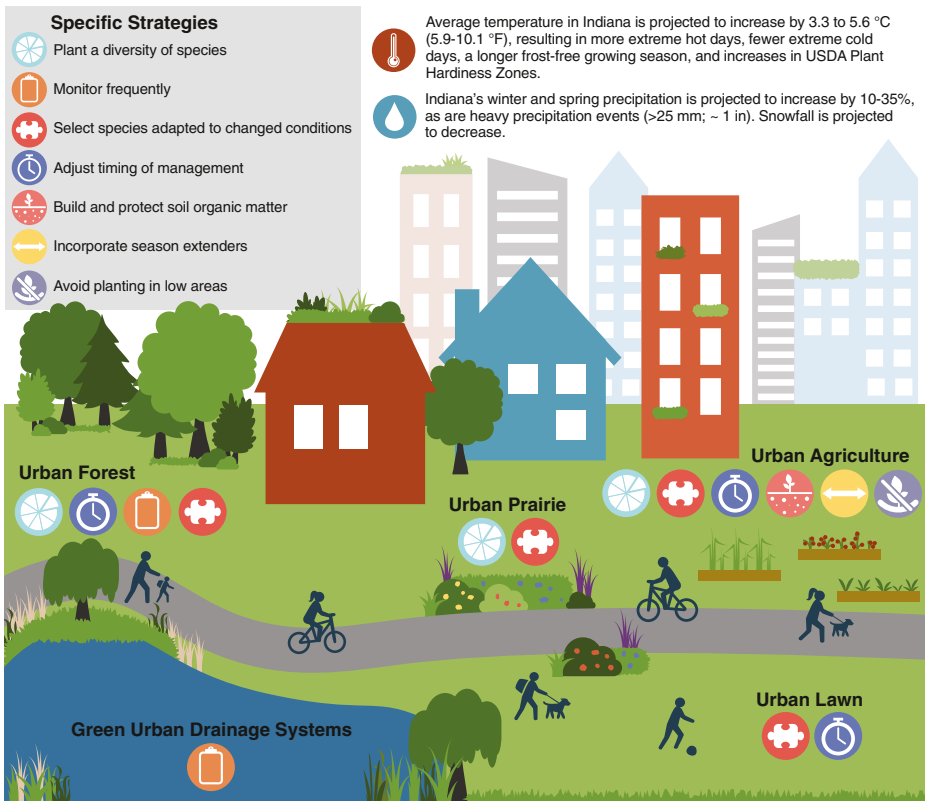 Specific Strategies
Plant a diversity of species
Monitor frequently
Select species adapted to changed conditions
Adjust timing of management
Build and protect soil organic matter
Incorporate season extenders
Avoid planting in low areas
Average temperature in Indiana is projected to increase by 3.3 to 5.6 °C
(5.9-10.1 °F), resulting in more extreme hot days, fewer extreme cold
days, a longer frost-free growing season, and increases in USDA Plant
Hardiness Zones.
Indiana's winter and spring precipitation is projected to increase by 10-35%,
as are heavy precipitation events (>25 mm; ~ 1 in). Snowfall is projected
to decrease.
Urban Forest
Urban Prairie
Urban Agriculture
Green Urban Drainage Systems
Urban Lawn